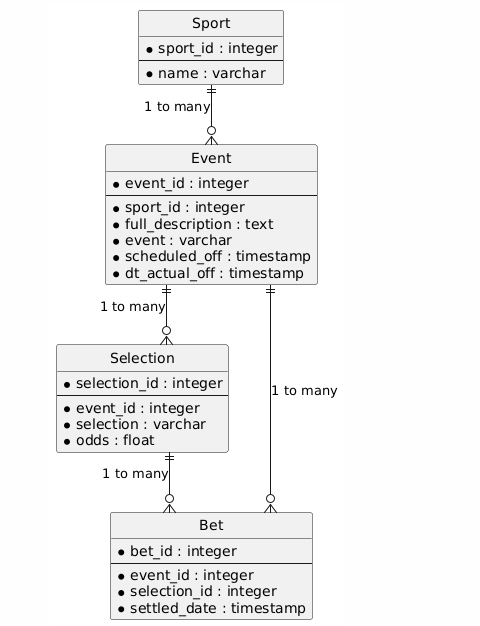 Sport
sport_id : integer
name : varchar
1 to many
Event
event_id : integer
sport_id : integer
full_description : text
event : varchar
scheduled_off : timestamp
dt_actual_off : timestamp
1 to many
Selection
selection_id : integer
event_id : integer
selection : varchar
odds : float
1 to many
1 to many
Bet
bet_id : integer
event_id : integer
selection_id : integer
settled_date : timestamp